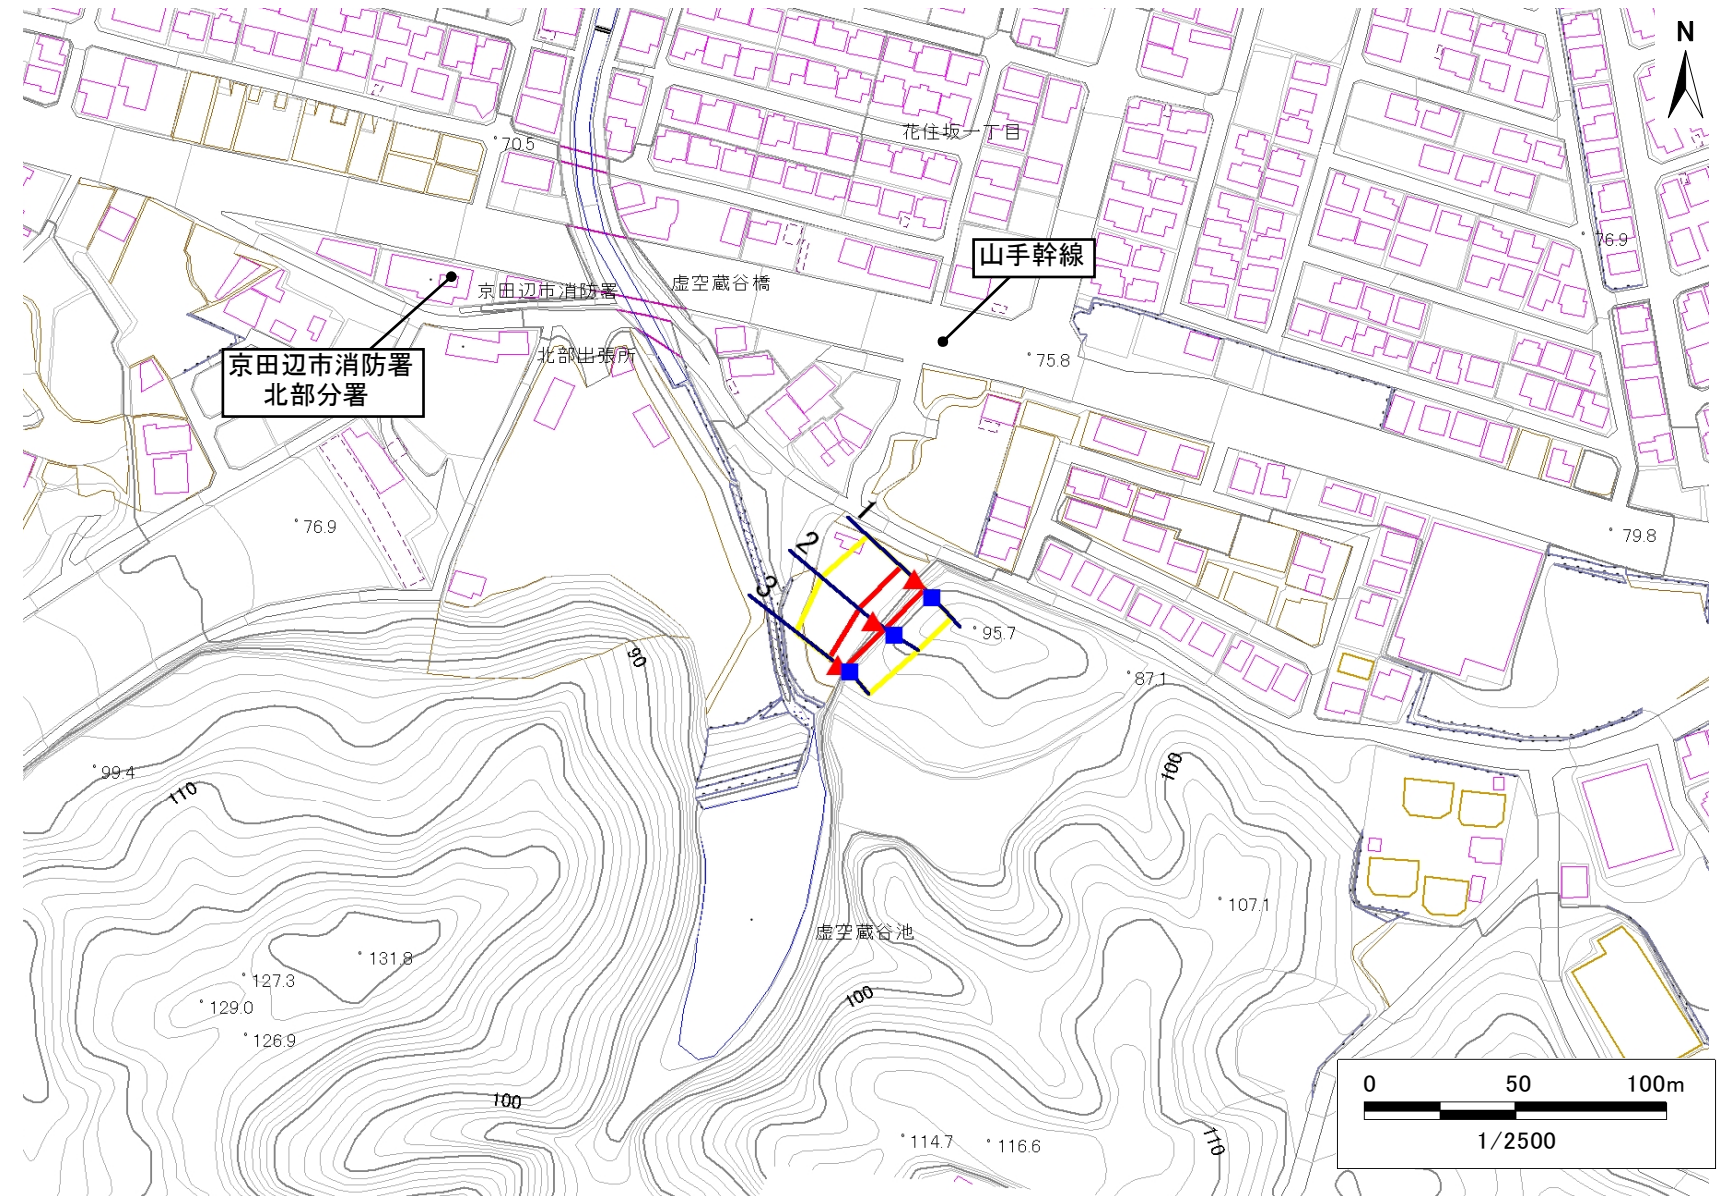 N
花住坂一丁目
70.5
76.9
山手幹線
虚空蔵谷橋
京田辺市消防署
北部出張所
京田辺市消防署
北部分署
75.8
76.9
79.8
1
2
3
95.7
90
87.1
99.4
110
100
107.1
虚空蔵谷池
131.8
127.3
129.0
126.9
100
100
114.7
116.6
110
0 50 100m
1/2500